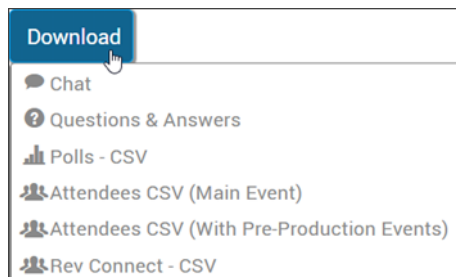 Download
Chat
Questions & Answers
Polls - CSV
Attendees CSV (Main Event)
Attendees CSV (With Pre-Production Events)
Rev Connect - CSV